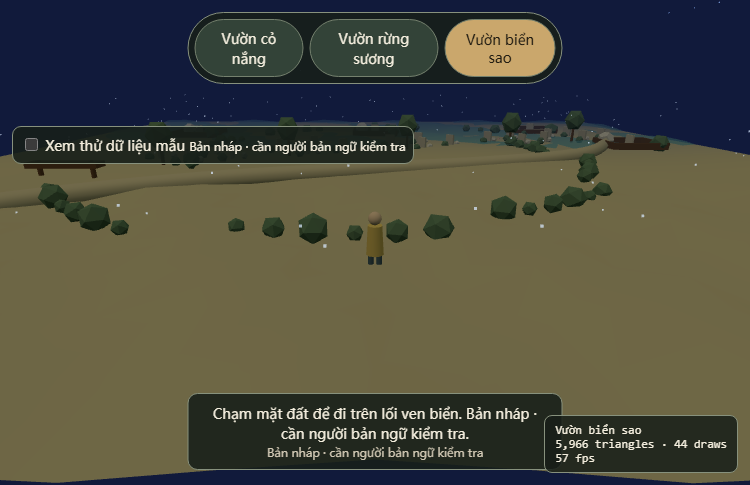 Vườn cỏ
nắng
Vườn rừng
sương
Vườn biển
sao
Xem thử dữ liệu mẫu Bản nháp · cần người bản ngữ kiểm tra
Chạm mặt đất để đi trên lối ven biển. Bản nháp ·
cần người bản ngữ kiểm tra.
Bản nháp · cần người bản ngữ kiểm tra
Vườn biển sao
5,966 triangles · 44 draws
57 fps